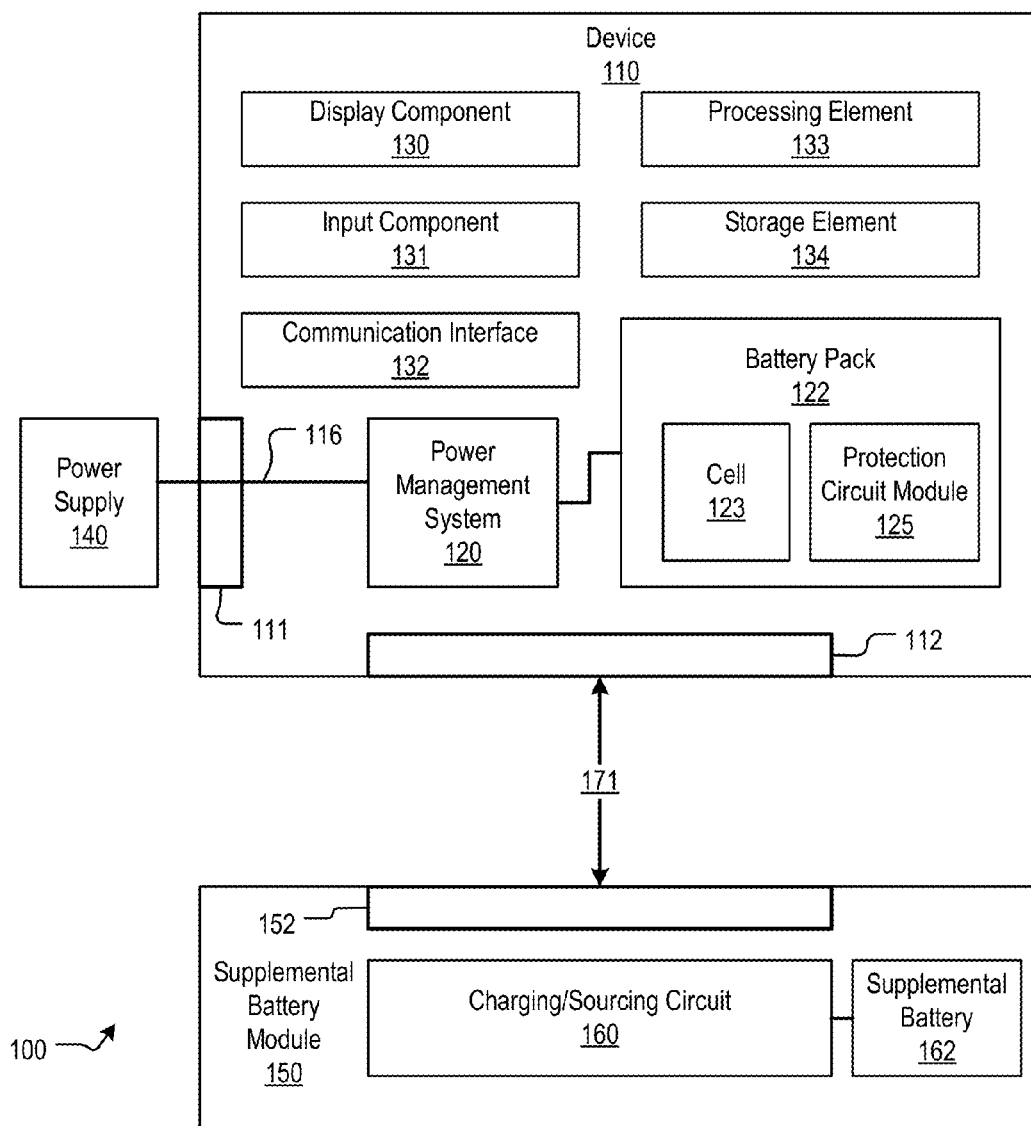 Device
110
Display Component
130
Processing Element
133
Input Component
131
Storage Element
134
Communication Interface
132
Battery Pack
122
Cell
123
Protection
Circuit Module
125
116
Power
Supply
140
Power
Management
System
120
111
112
171
152
Supplemental
Battery
Module
150
Charging/Sourcing Circuit
160
Supplemental
Battery
162
100